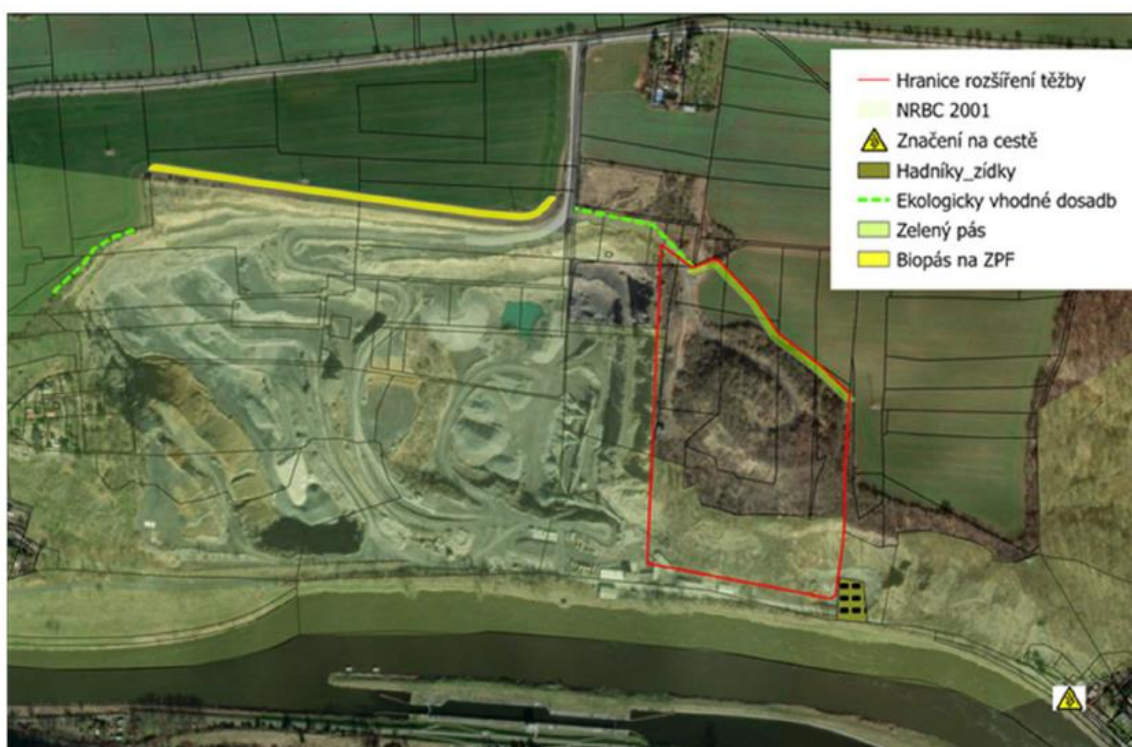 Hranice rozšíření těžby
NRBC 2001
Značení na cestě
Hadníky_zídky
Ekologicky vhodné dosadb
Zelený pás
Biopás na ZPF